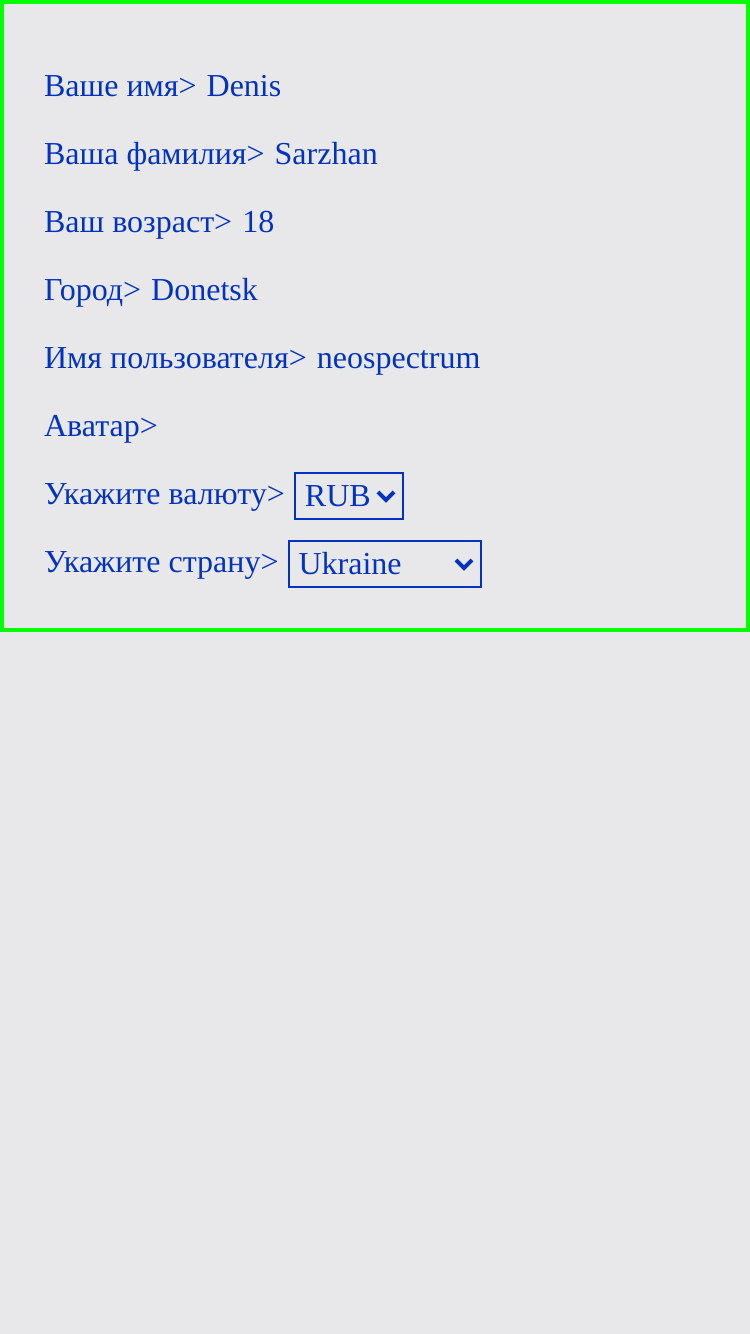 Ваше имя> Denis
Ваша фамилия> Sarzhan
Ваш возраст> 18
Город> Donetsk
Имя пользователя> neospectrum
Аватар>
Укажите валюту> RUB
Укажите страну> Ukraine